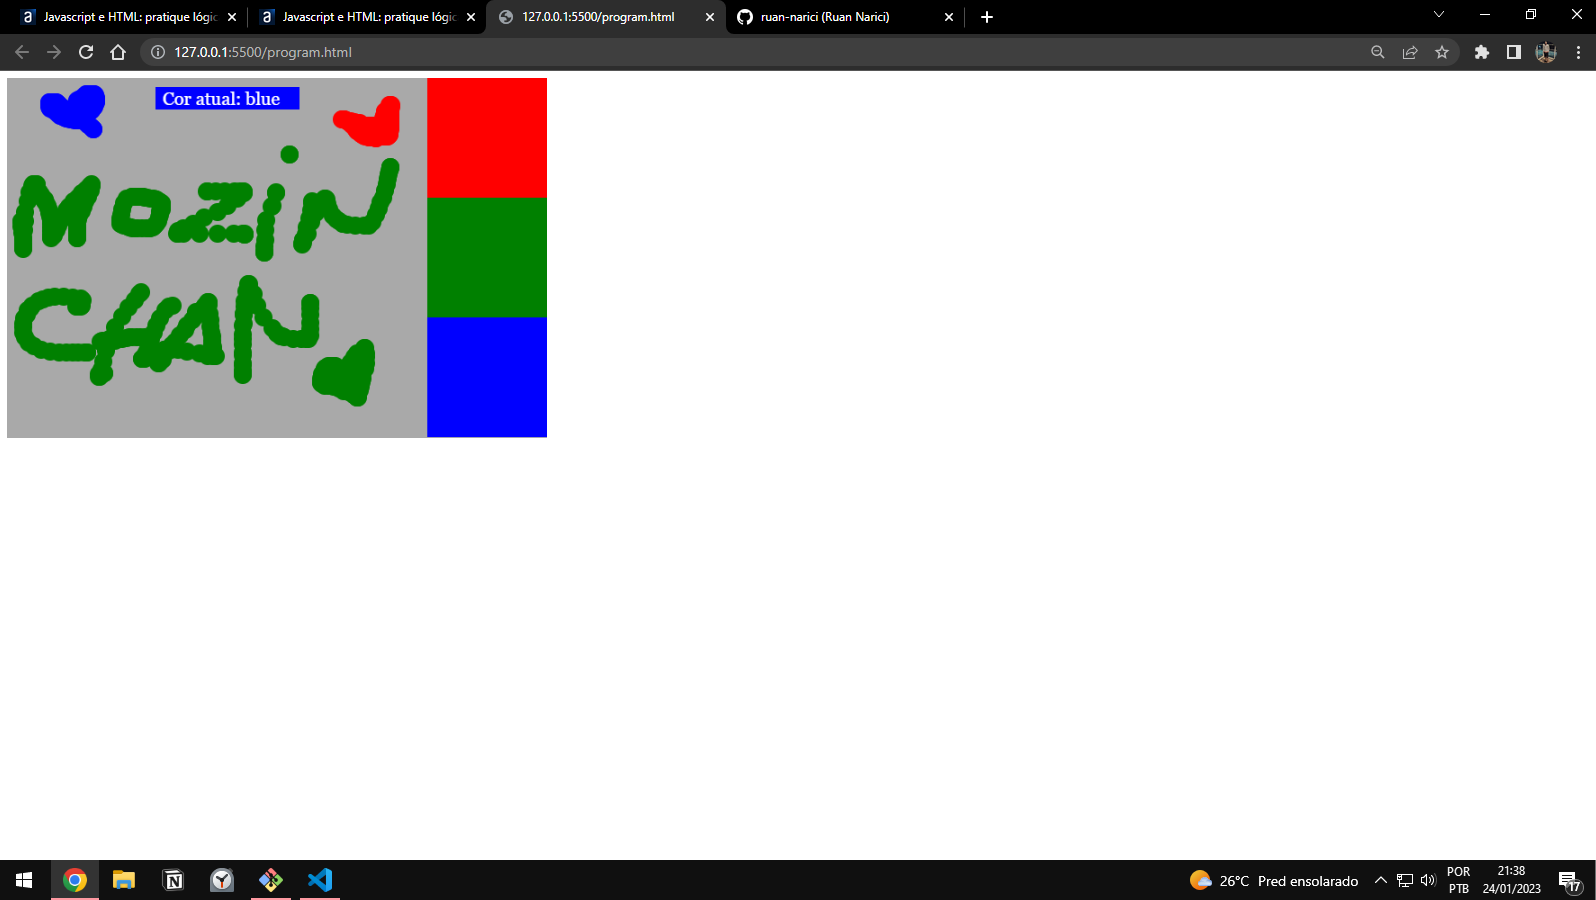 Javascript e HTML: pratique lógic
Javascript e HTML: pratique lógic
127.0.0.1:5500/program.html
ruan-narici (Ruan Narici)
127.0.0.1:5500/program.html
Cor atual: blue
MOZiN
CHAN
26°C Pred ensolarado
POR
PTB
21:38
24/01/2023
17